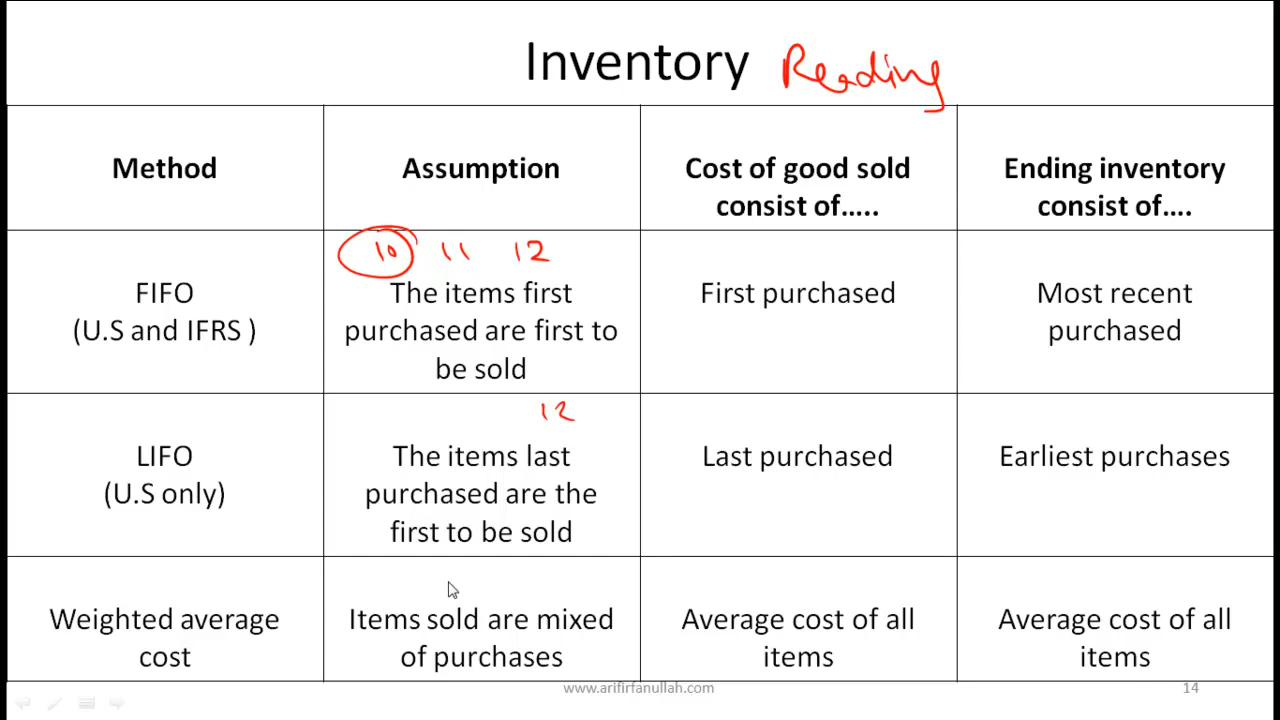 Inventory Reading
Method
Assumption
Cost of good sold
consist of…..
Ending inventory
consist of….
10 11 12
FIFO
(U.S and IFRS )
The items first
purchased are first to
be sold
First purchased
Most recent
purchased
12
LIFO
(U.S only)
The items last
purchased are the
first to be sold
Last purchased
Earliest purchases
Weighted average
cost
Items sold are mixed
of purchases
Average cost of all
items
Average cost of all
items
www.arifirfanullah.com
14